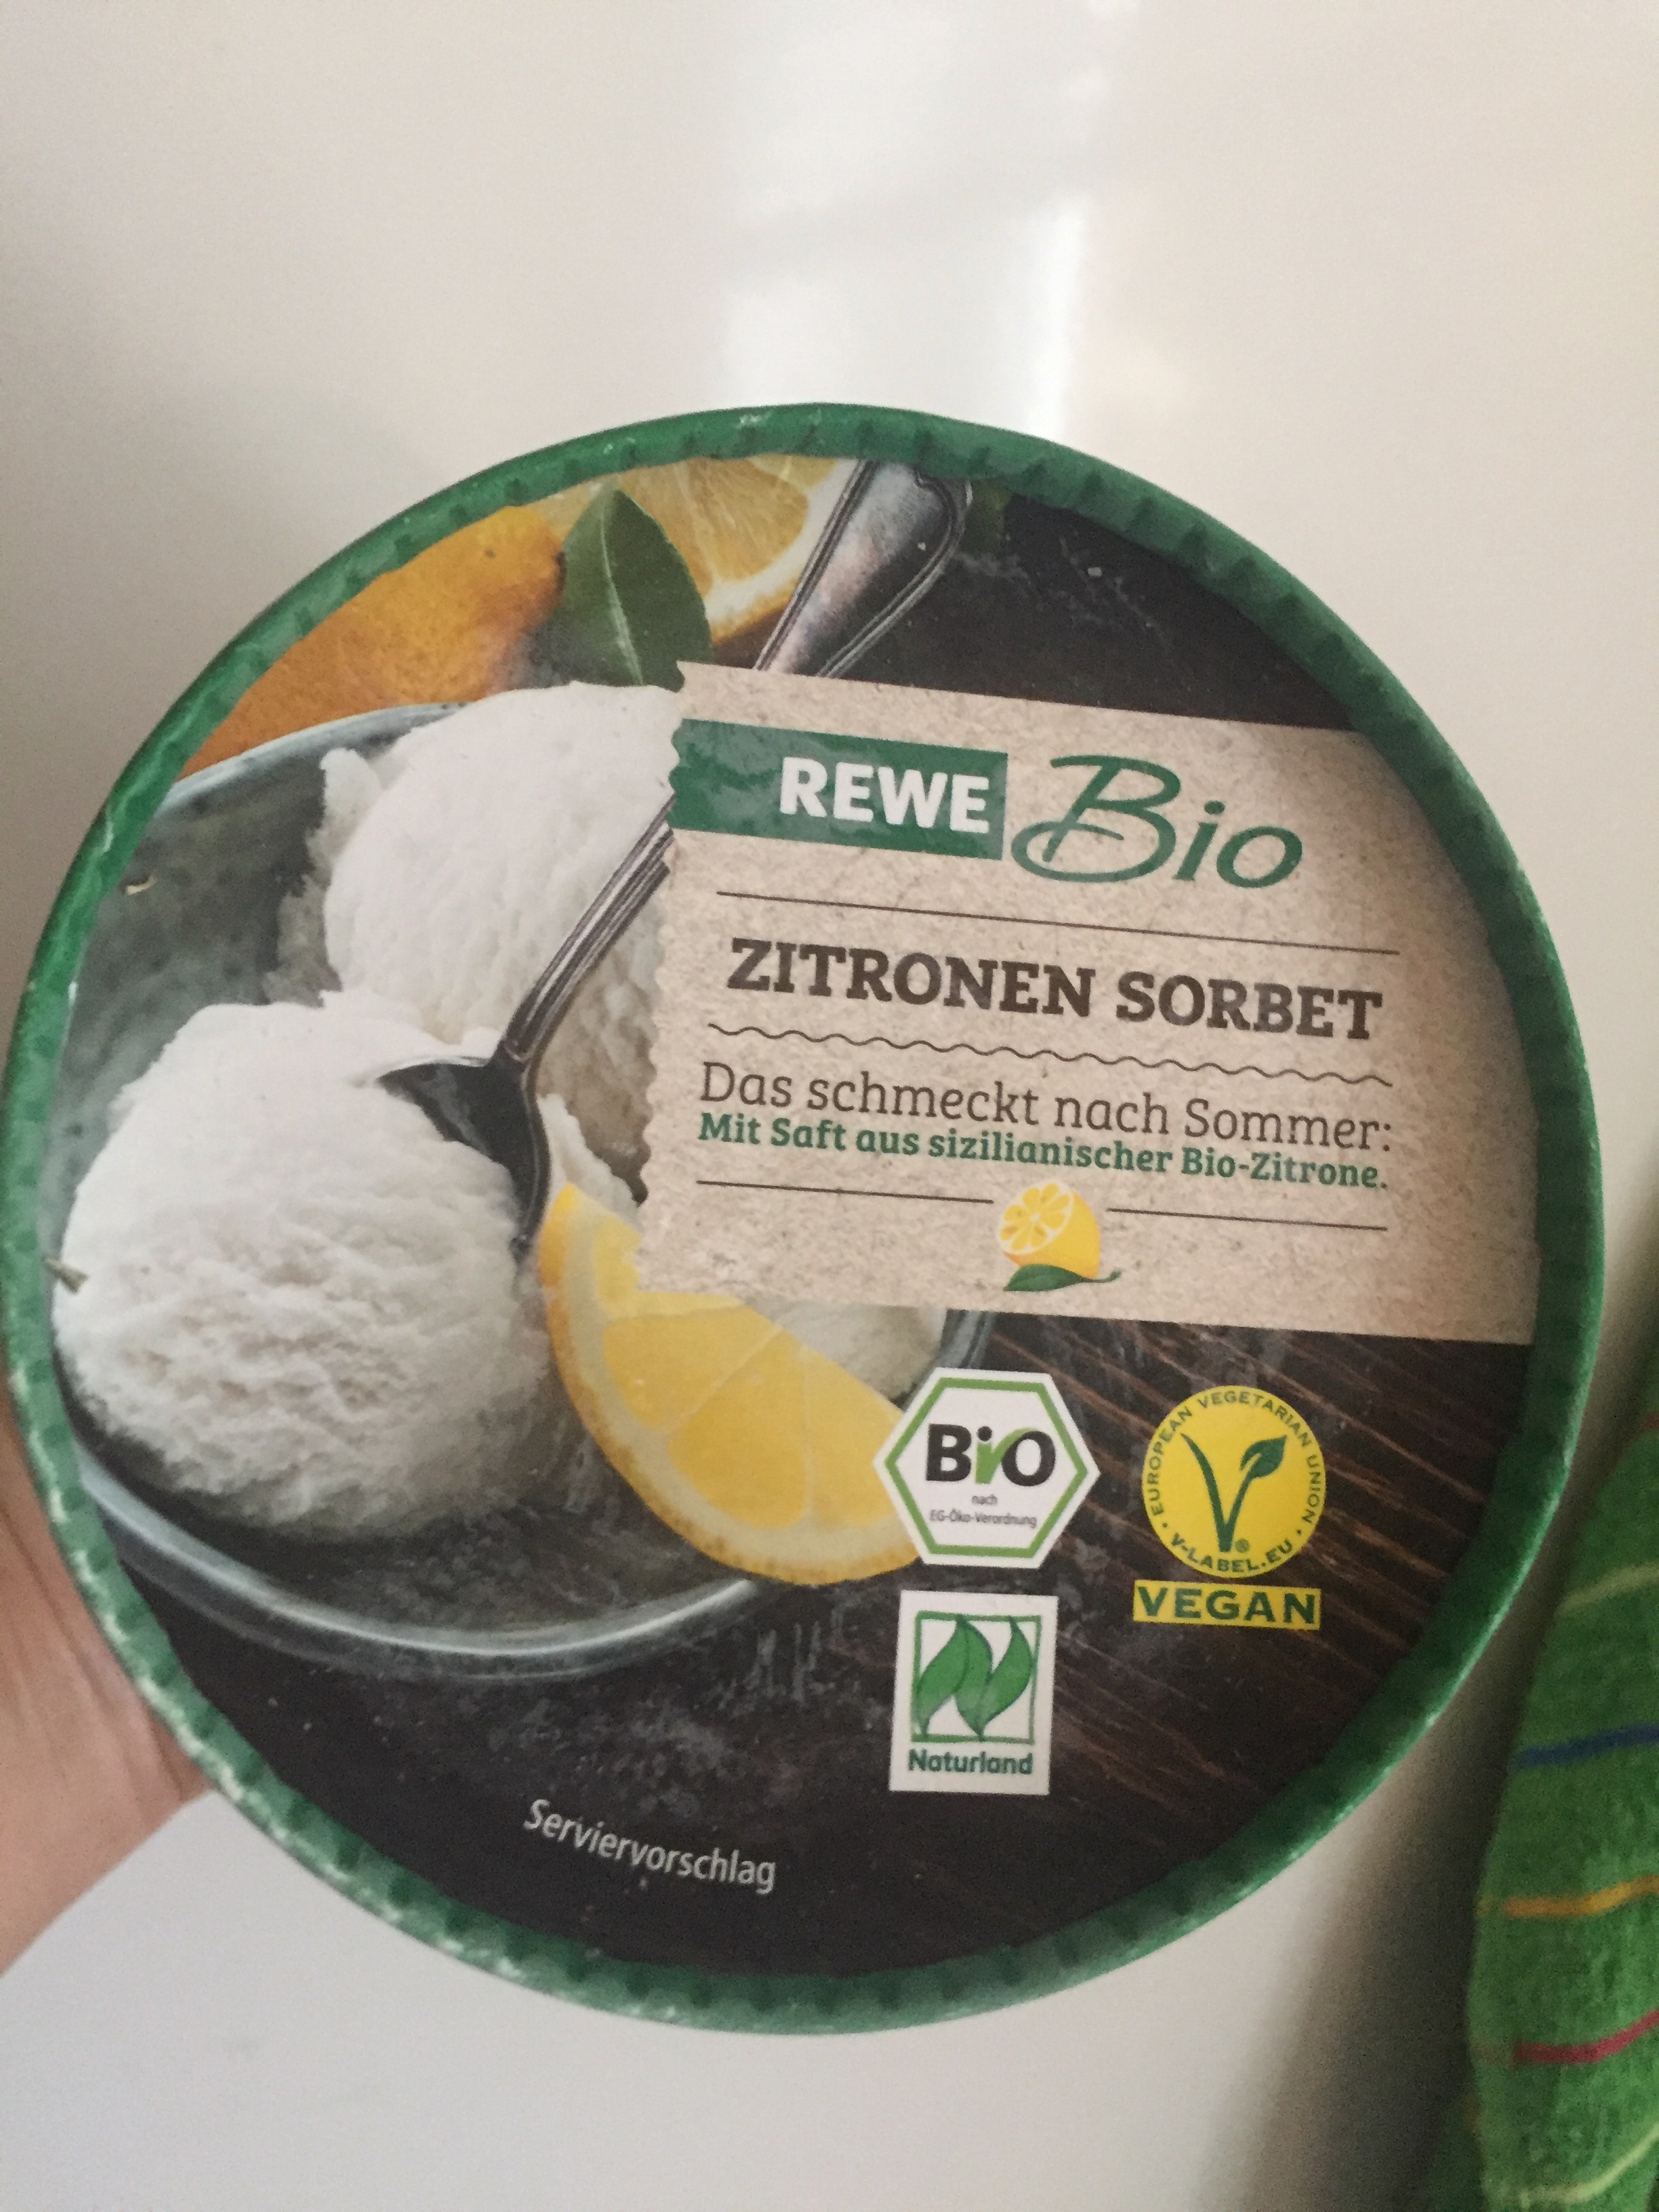 REWE Bio
ZITRONEN SORBET
Das schmeckt nach Sommer:
Mit Saft aus sizilianischer Bio-Zitrone.
Bio
nach
EG-Öko-Verordnung
EUROPEAN VEGETARIAN UNION
V-LABEL.EU
®
VEGAN
Naturland
Serviervorschlag